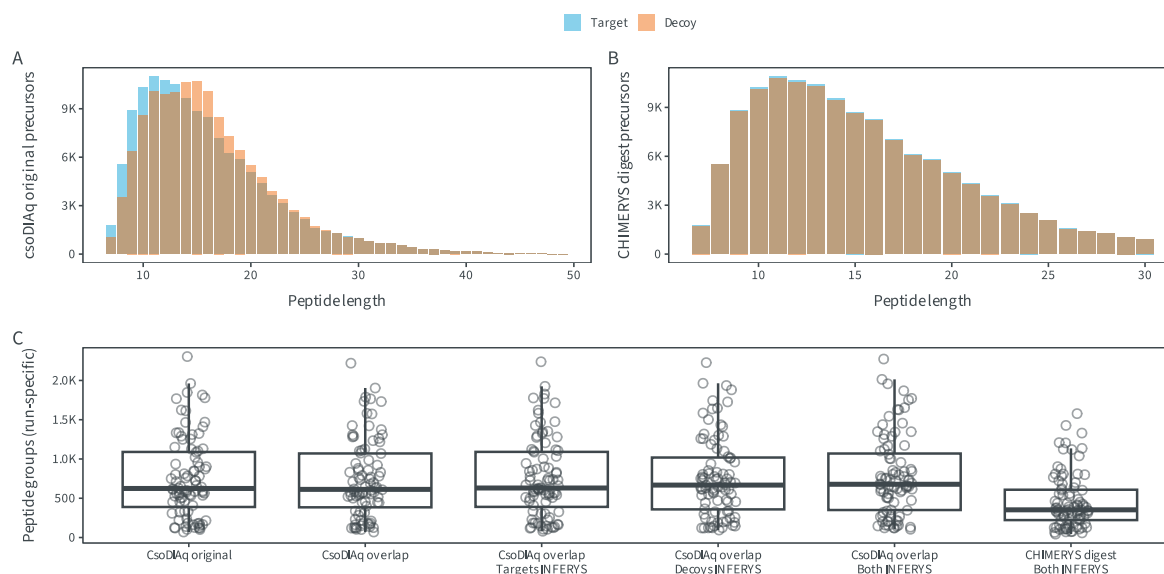 Target Decoy
A
csoDIAq original precursors
9K
6K
3K
0
10 20 30 40 50
Peptide length
B
CHIMERYS digest precursors
9K
6K
3K
0
10 15 20 25 30
Peptide length
C
Peptide groups (run-specific)
2.0K
1.5K
1.0K
500
0
CsoDIAq original
CsoDIAq overlap
CsoDIAq overlap
Targets INFERYS
CsoDIAq overlap
Decoys INFERYS
CsoDIAq overlap
Both INFERYS
CHIMERYS digest
Both INFERYS